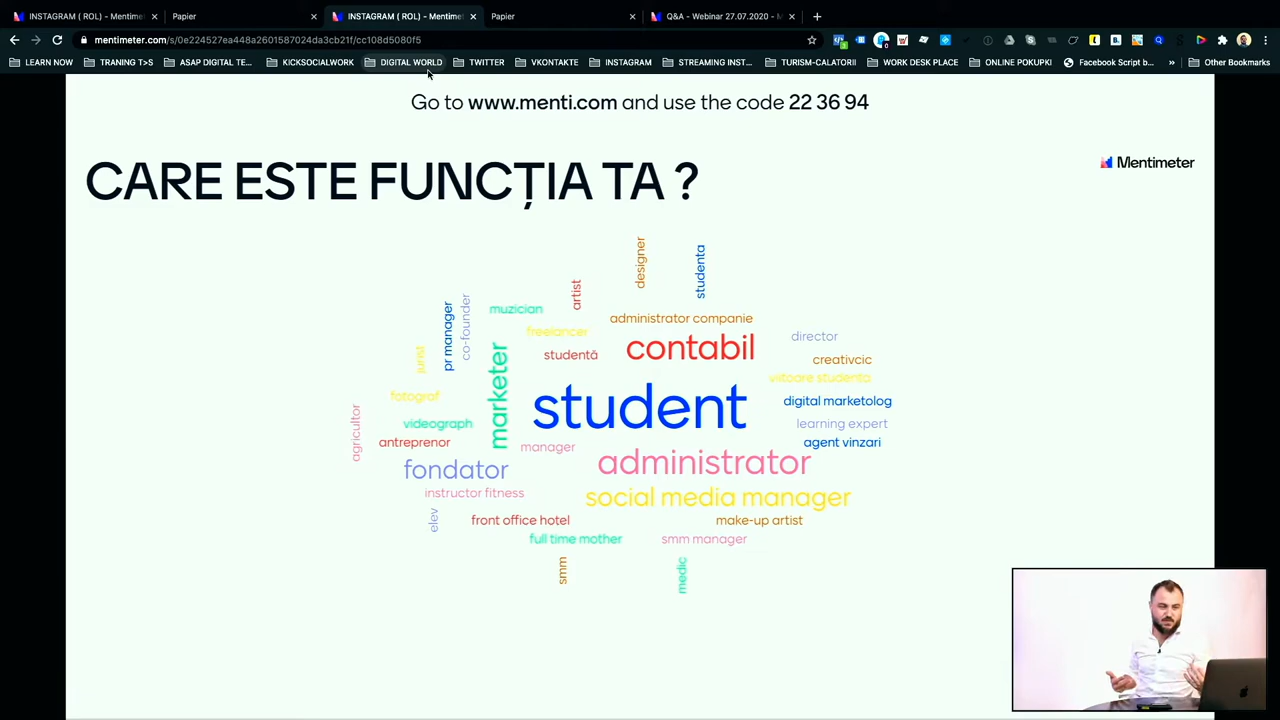 INSTAGRAM ( ROL) - Mentime
Papier
INSTAGRAM ( ROL) - Mentime
Papier
Q&A - Webinar 27.07.2020 - M
mentimeter.com/s/0e224527ea448a2601587024da3cb21f/cc108d5080f5
LEARN NOW
TRANING T>S
ASAP DIGITAL TE...
KICKSOCIALWORK
DIGITAL WORLD
TWITTER
VKONTAKTE
INSTAGRAM
STREAMING INST...
TURISM-CALATORII
WORK DESK PLACE
ONLINE POKUPKI
Facebook Script b...
Other Bookmarks
Go to www.menti.com and use the code 22 36 94
CARE ESTE FUNCȚIA TA ?
Mentimeter
designer
studenta
artist
muzician
co-founder
pr manager
administrator companie
freelancer
director
jurist
studentă
contabil
creativcic
viitoare studenta
marketer
fotograf
student
digital marketolog
agricultor
videograph
learning expert
antreprenor
manager
agent vinzari
fondator
administrator
instructor fitness
social media manager
elev
front office hotel
make-up artist
full time mother
smm manager
smm
medic